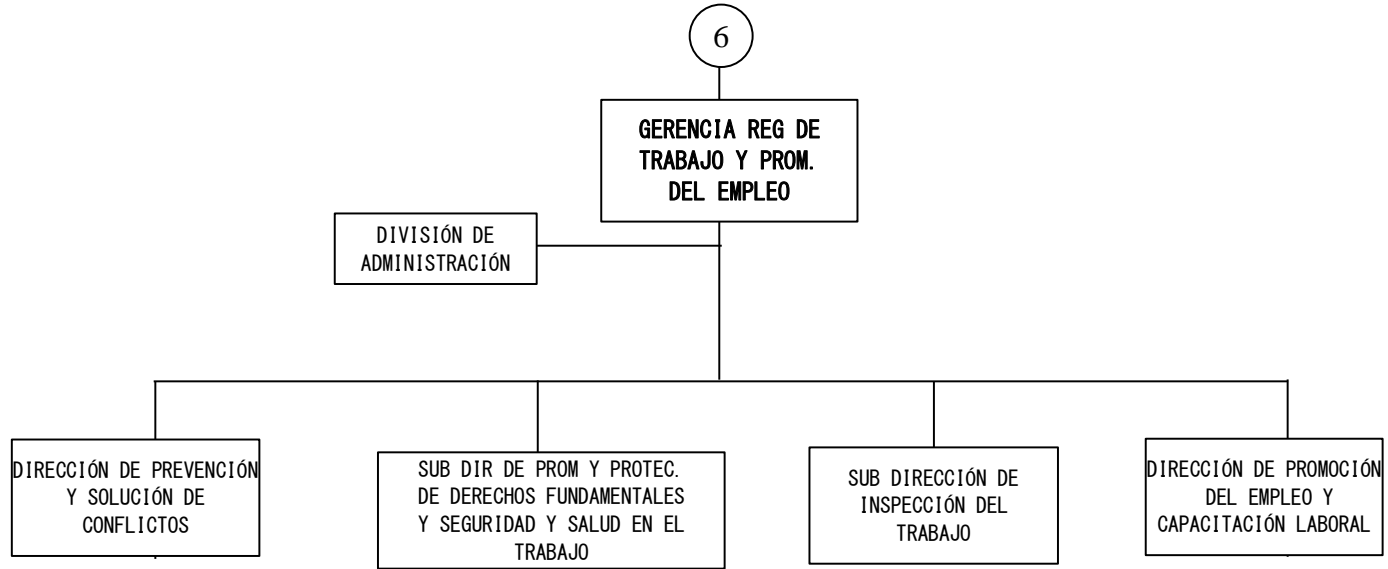 6
GERENCIA REG DE
TRABAJO Y PROM.
DEL EMPLEO
DIVISIÓN DE
ADMINISTRACIÓN
DIRECCIÓN DE PREVENCIÓN
Y SOLUCIÓN DE
CONFLICTOS
SUB DIR DE PROM Y PROTEC.
DE DERECHOS FUNDAMENTALES
Y SEGURIDAD Y SALUD EN EL
TRABAJO
SUB DIRECCIÓN DE
INSPECCIÓN DEL
TRABAJO
DIRECCIÓN DE PROMOCIÓN
DEL EMPLEO Y
CAPACITACIÓN LABORAL